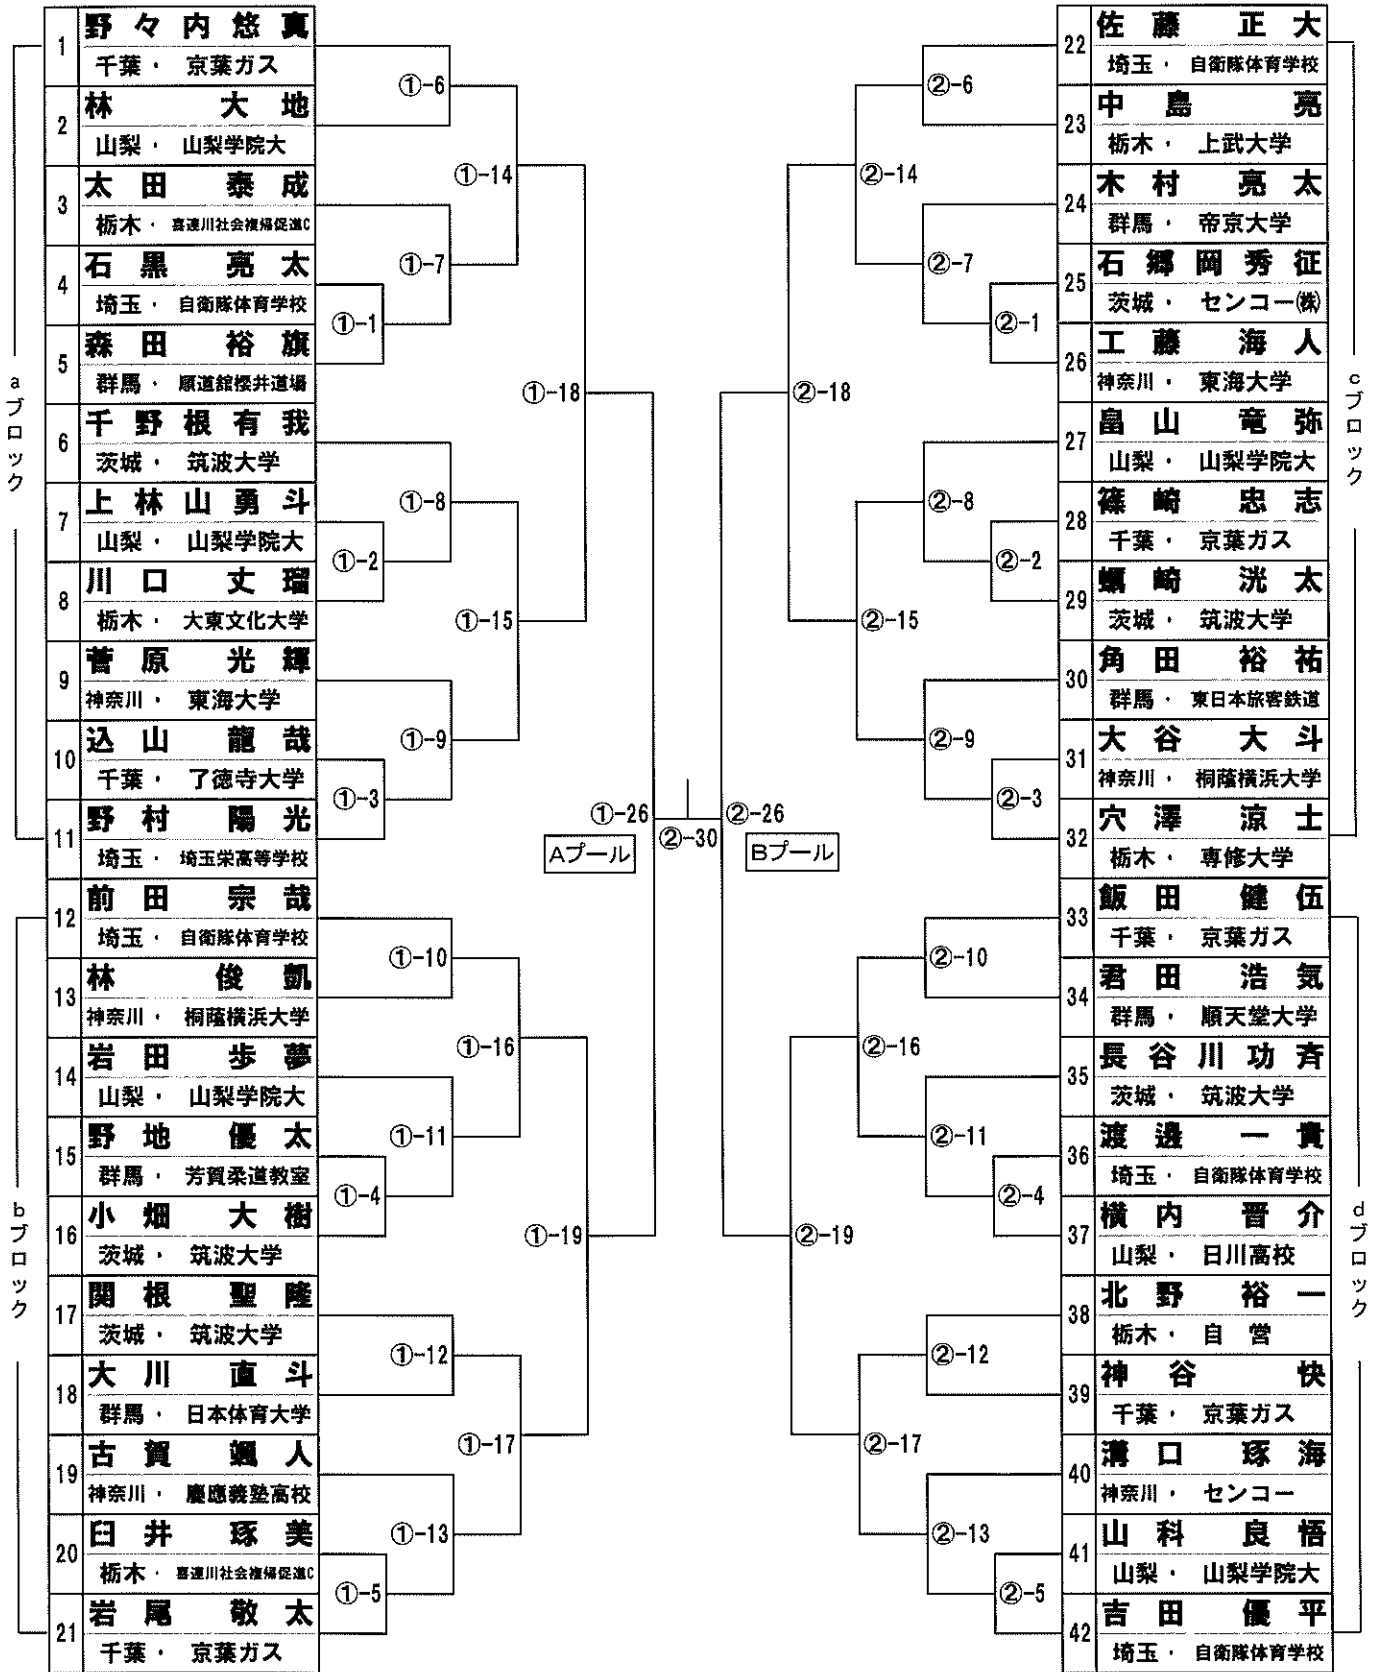 aブロック
1 野々内悠真
千葉・ 京葉ガス
2 林 大地
山梨・ 山梨学院大
3 太田 泰成
栃木・ 喜連川社会複帰促進C
4 石黒 亮太
埼玉・ 自衛隊体育学校
5 森田 裕旗
群馬・ 順道舘櫻井道場
6 千野根有我
茨城・ 筑波大学
7 上林山勇斗
山梨・ 山梨学院大
8 川口 丈瑠
栃木・ 大東文化大学
9 菅原 光輝
神奈川・ 東海大学
10 込山 龍哉
千葉・ 了徳寺大学
11 野村 陽光
埼玉・ 埼玉栄高等学校
bブロック
12 前田 宗哉
埼玉・ 自衛隊体育学校
13 林 俊凱
神奈川・ 桐蔭横浜大学
14 岩田 歩夢
山梨・ 山梨学院大
15 野地 優太
群馬・ 芳賀柔道教室
16 小畑 大樹
茨城・ 筑波大学
17 関根 聖隆
茨城・ 筑波大学
18 大川 直斗
群馬・ 日本体育大学
19 古賀 颯人
神奈川・ 慶應義塾高校
20 臼井 琢美
栃木・ 喜連川社会複帰促進C
21 岩尾 敬太
千葉・ 京葉ガス
①-6
①-14
①-7
①-1
①-18
①-8
①-2
①-15
①-9
①-3
①-26
Aプール
①-10
①-16
①-11
①-4
①-19
①-12
①-17
①-13
①-5
②-30
②-6
②-14
②-7
②-1
②-18
②-8
②-2
②-15
②-9
②-3
②-26
Bプール
②-10
②-16
②-11
②-4
②-19
②-12
②-17
②-13
②-5
cブロック
22 佐藤 正大
埼玉・ 自衛隊体育学校
23 中島 亮
栃木・ 上武大学
24 木村 亮太
群馬・ 帝京大学
25 石郷岡秀征
茨城・ センコー㈱
26 工藤 海人
神奈川・ 東海大学
27 畠山 竜弥
山梨・ 山梨学院大
28 篠崎 忠志
千葉・ 京葉ガス
29 蠣崎 洸太
茨城・ 筑波大学
30 角田 裕祐
群馬・ 東日本旅客鉄道
31 大谷 大斗
神奈川・ 桐蔭横浜大学
32 穴澤 涼士
栃木・ 専修大学
dブロック
33 飯田 健伍
千葉・ 京葉ガス
34 君田 浩気
群馬・ 順天堂大学
35 長谷川功斉
茨城・ 筑波大学
36 渡邊 一貴
埼玉・ 自衛隊体育学校
37 横内 晋介
山梨・ 日川高校
38 北野 裕一
栃木・ 自営
39 神谷 快
千葉・ 京葉ガス
40 溝口 琢海
神奈川・ センコー
41 山科 良悟
山梨・ 山梨学院大
42 吉田 優平
埼玉・ 自衛隊体育学校